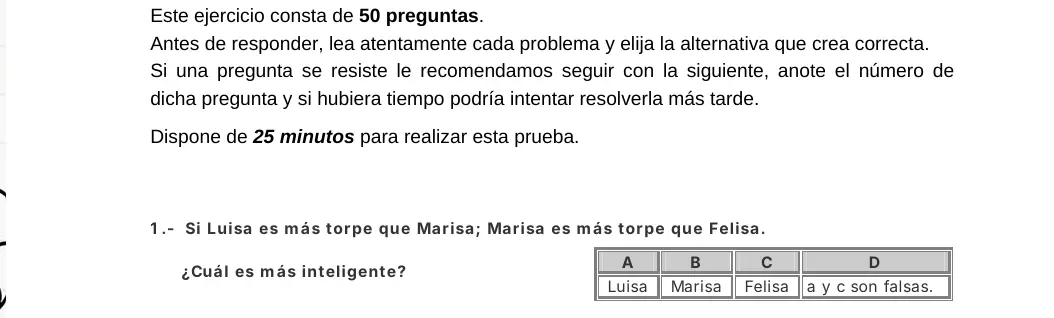 Este ejercicio consta de 50 preguntas.
Antes de responder, lea atentamente cada problema y elija la alternativa que crea correcta.
Si una pregunta se resiste le recomendamos seguir con la siguiente, anote el número de
dicha pregunta y si hubiera tiempo podría intentar resolverla más tarde.
Dispone de 25 minutos para realizar esta prueba.
1.- Si Luisa es más torpe que Marisa; Marisa es más torpe que Felisa.
¿Cuál es más inteligente?
A B C D
Luisa Marisa Felisa a y c son falsas.